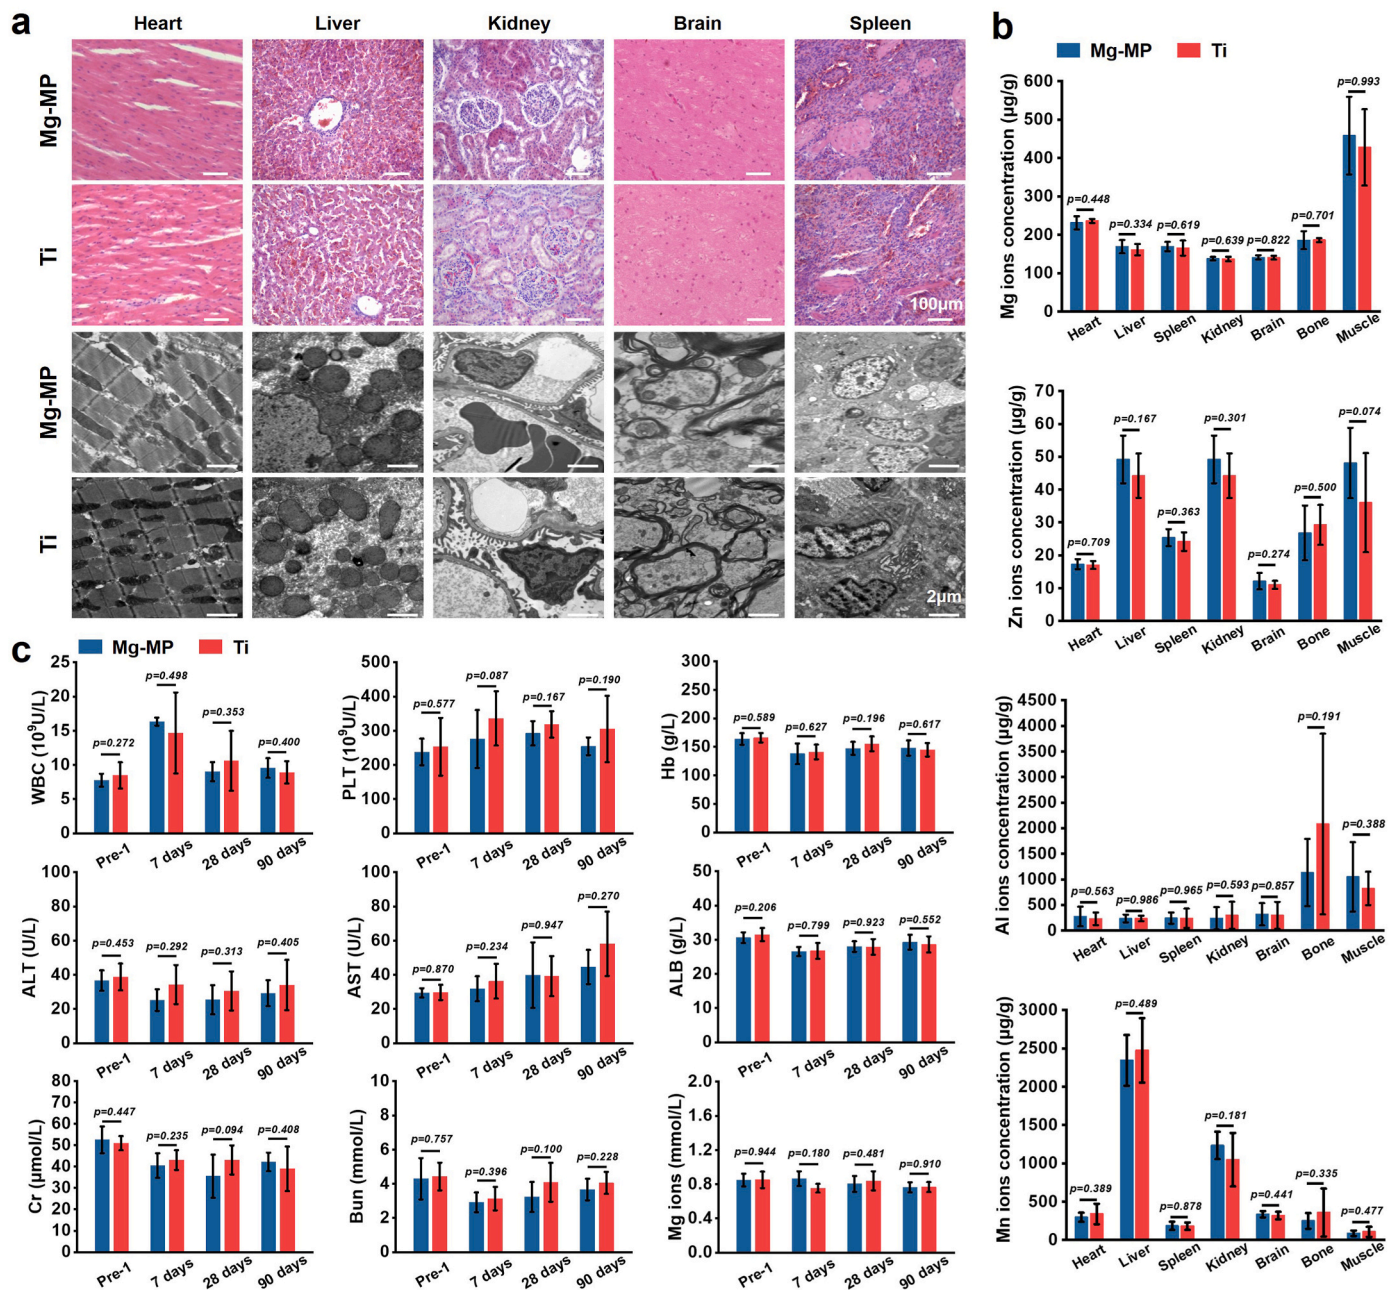 a
Heart Liver Kidney Brain Spleen
Mg-MP
Ti
100μm
Mg-MP
Ti
2μm
b
Mg-MP Ti
Mg ions concentration (μg/g)
600
500
400
300
200
100
0
p=0.448 p=0.334 p=0.619 p=0.639 p=0.822 p=0.701 p=0.993
Heart Liver Spleen Kidney Brain Bone Muscle
Zn ions concentration (μg/g)
70
60
50
40
30
20
10
0
p=0.709 p=0.167 p=0.363 p=0.301 p=0.274 p=0.500 p=0.074
Heart Liver Spleen Kidney Brain Bone Muscle
Al ions concentration (μg/g)
4500
4000
3500
3000
2500
2000
1500
1000
500
0
p=0.563 p=0.986 p=0.965 p=0.593 p=0.857 p=0.191 p=0.388
Heart Liver Spleen Kidney Brain Bone Muscle
Mn ions concentration (μg/g)
3000
2500
2000
1500
1000
500
0
p=0.389 p=0.489 p=0.878 p=0.181 p=0.441 p=0.335 p=0.477
Heart Liver Spleen Kidney Brain Bone Muscle
c
Mg-MP Ti
WBC (10⁹U/L)
25
20
15
10
5
0
p=0.272 p=0.498 p=0.353 p=0.400
Pre-1 7 days 28 days 90 days
PLT (10⁹U/L)
500
400
300
200
100
0
p=0.577 p=0.087 p=0.167 p=0.190
Pre-1 7 days 28 days 90 days
Hb (g/L)
300
250
200
150
100
50
0
p=0.589 p=0.627 p=0.196 p=0.617
Pre-1 7 days 28 days 90 days
ALT (U/L)
100
80
60
40
20
0
p=0.453 p=0.292 p=0.313 p=0.405
Pre-1 7 days 28 days 90 days
AST (U/L)
100
80
60
40
20
0
p=0.870 p=0.234 p=0.947 p=0.270
Pre-1 7 days 28 days 90 days
ALB (g/L)
50
40
30
20
10
0
p=0.206 p=0.799 p=0.923 p=0.552
Pre-1 7 days 28 days 90 days
Cr (μmol/L)
80
70
60
50
40
30
20
10
0
p=0.447 p=0.235 p=0.094 p=0.408
Pre-1 7 days 28 days 90 days
Bun (mmol/L)
10
8
6
4
2
0
p=0.757 p=0.396 p=0.100 p=0.228
Pre-1 7 days 28 days 90 days
Mg ions (mmol/L)
2.0
1.6
1.2
0.8
0.4
0.0
p=0.944 p=0.180 p=0.481 p=0.910
Pre-1 7 days 28 days 90 days